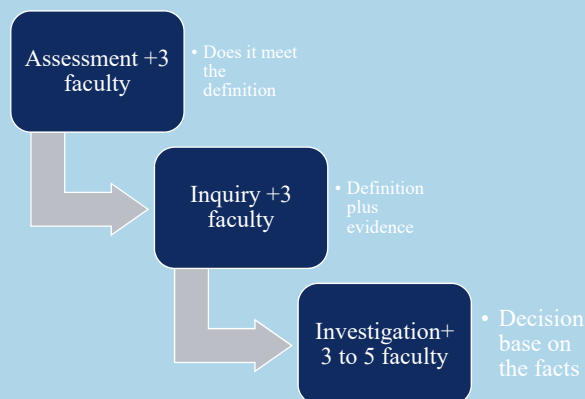 Assessment +3
faculty
• Does it meet
the
definition
Inquiry +3
faculty
• Definition
plus
evidence
Investigation+
3 to 5 faculty
• Decision
base on
the facts